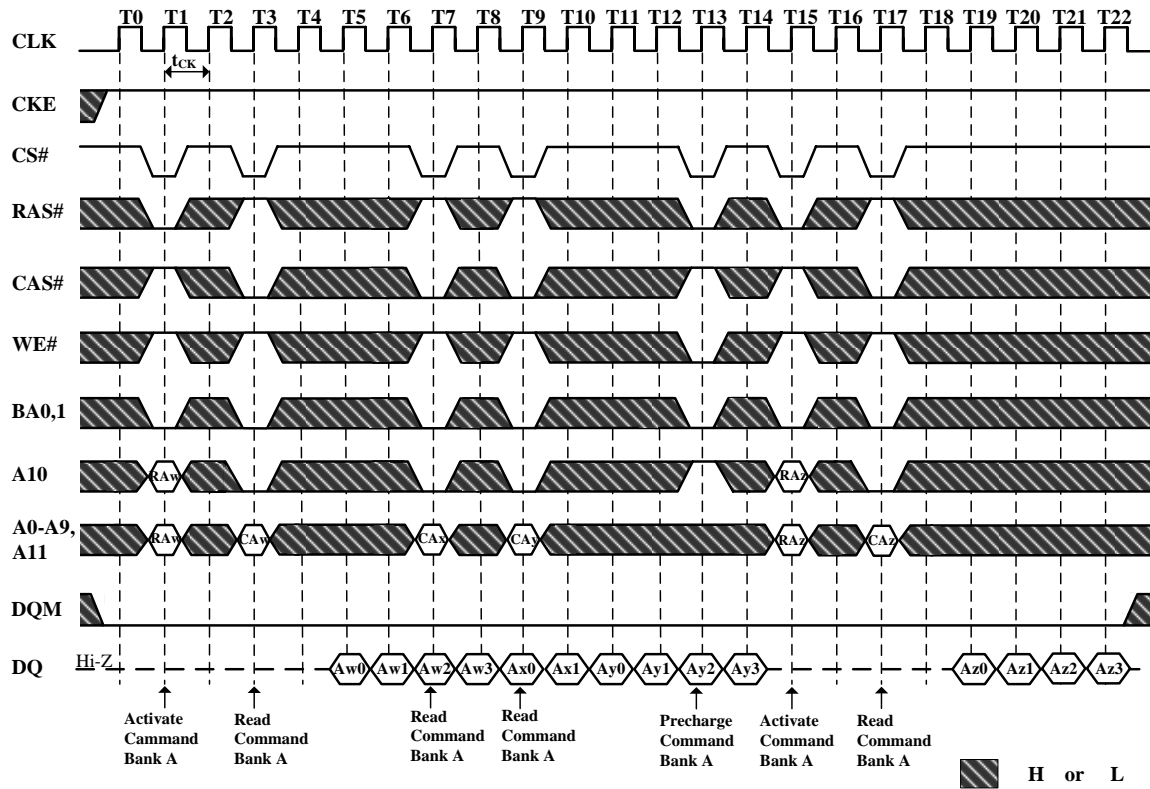 T0 T1 T2 T3 T4 T5 T6 T7 T8 T9 T10 T11 T12 T13 T14 T15 T16 T17 T18 T19 T20 T21 T22
CLK
tCK
CKE
CS#
RAS#
CAS#
WE#
BA0,1
A10
RAw RAz
A0-A9,
A11
RAw CAw CAx CAy RAz CAz
DQM
DQ
Hi-Z
Aw0 Aw1 Aw2 Aw3 Ax0 Ax1 Ay0 Ay1 Ay2 Ay3 Az0 Az1 Az2 Az3
Activate
Cammand
Bank A
Read
Command
Bank A
Read
Command
Bank A
Read
Command
Bank A
Precharge
Command
Bank A
Activate
Command
Bank A
Read
Command
Bank A
H or L